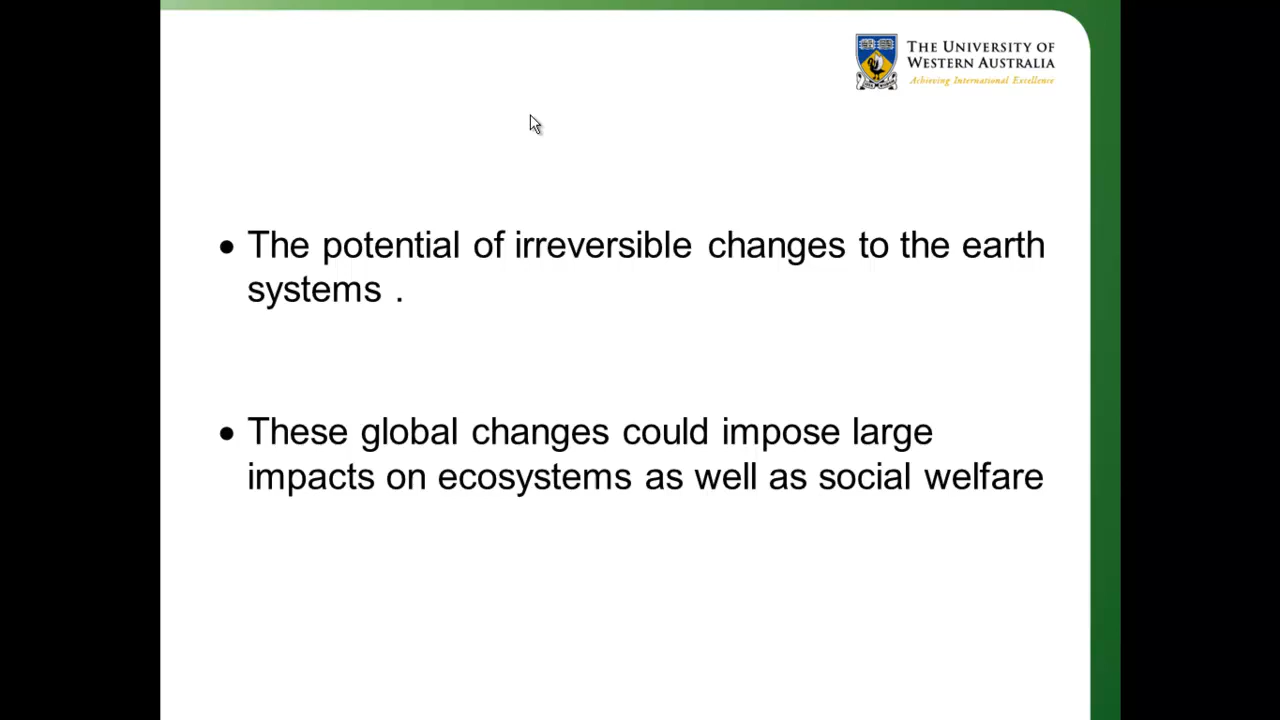 THE UNIVERSITY OF
WESTERN AUSTRALIA
Achieving International Excellence
• The potential of irreversible changes to the earth
systems .
• These global changes could impose large
impacts on ecosystems as well as social welfare